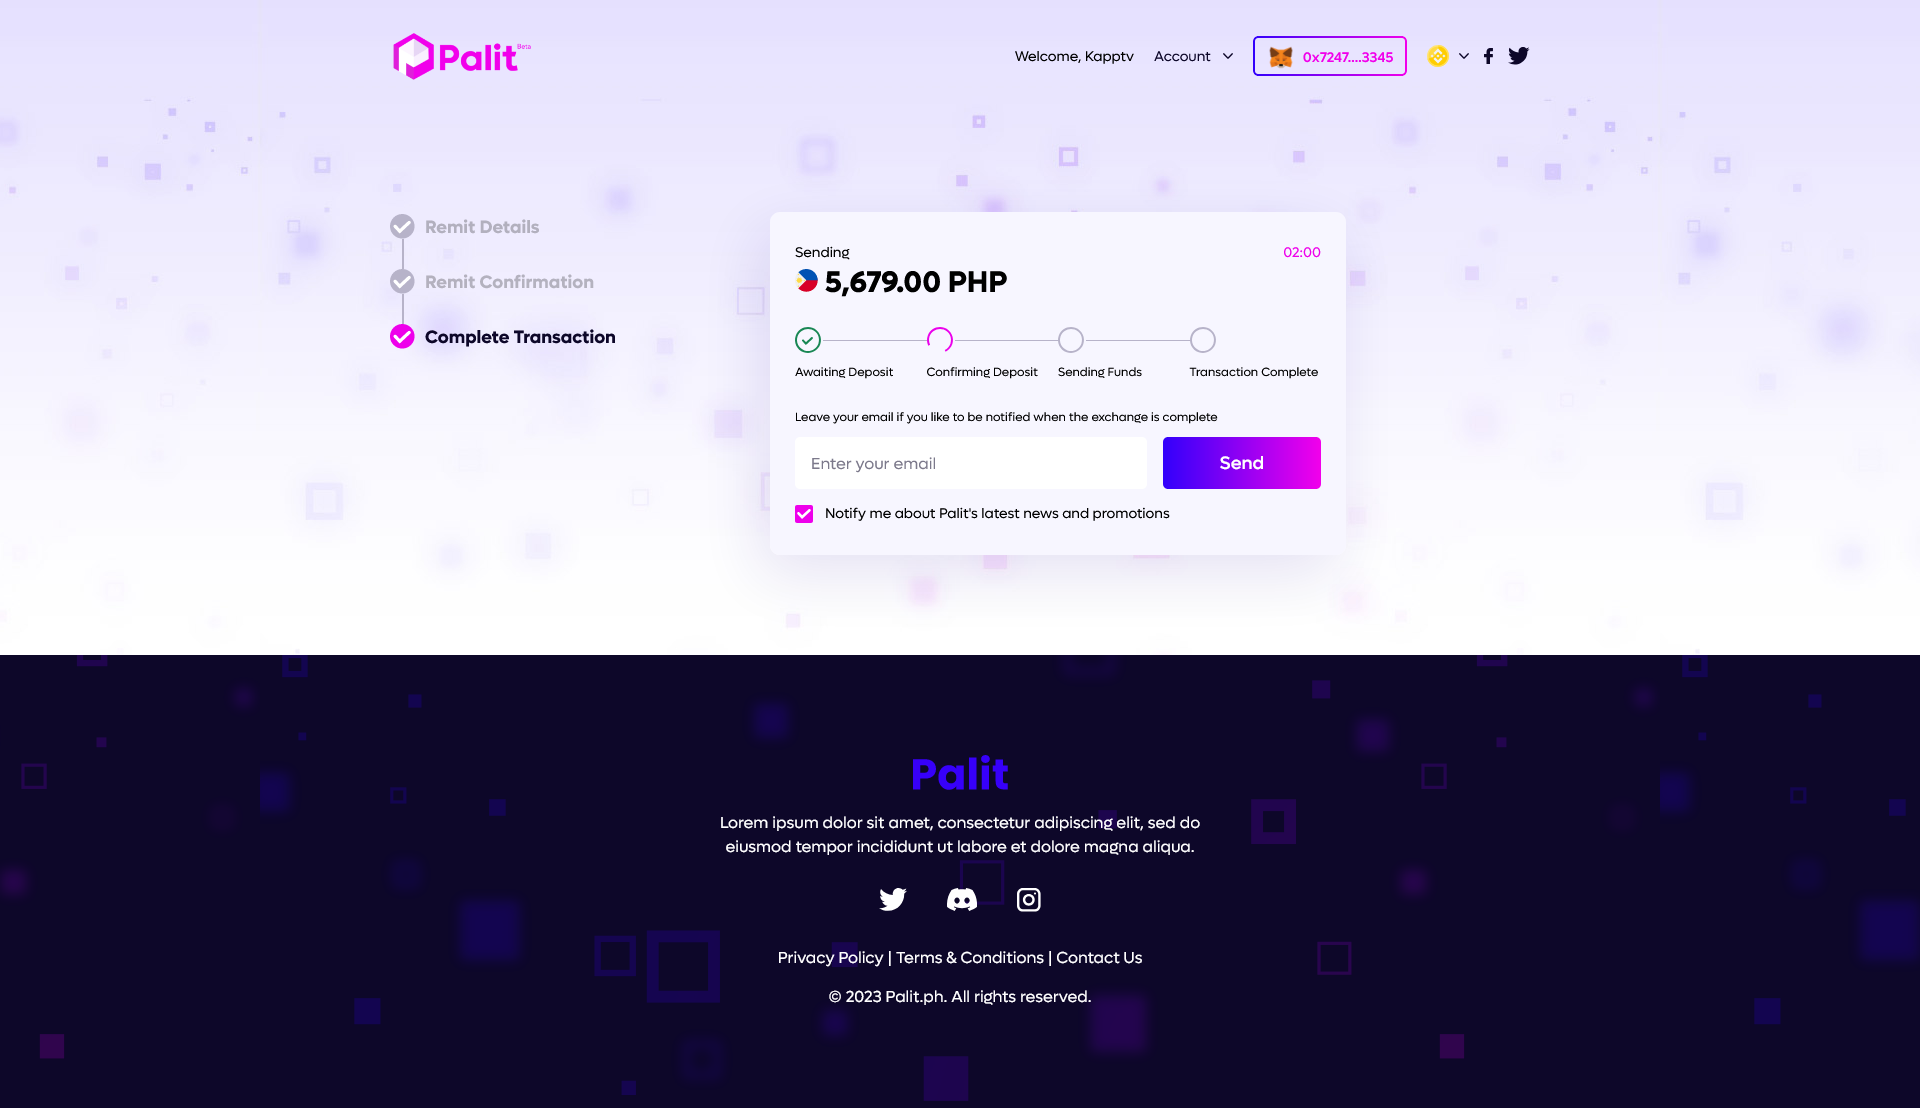 Palit Beta
Welcome, Kapptv
Account
0x7247....3345
Remit Details
Remit Confirmation
Complete Transaction
Sending
02:00
5,679.00 PHP
Awaiting Deposit
Confirming Deposit
Sending Funds
Transaction Complete
Leave your email if you like to be notified when the exchange is complete
Enter your email
Send
Notify me about Palit's latest news and promotions
Palit
Lorem ipsum dolor sit amet, consectetur adipiscing elit, sed do
eiusmod tempor incididunt ut labore et dolore magna aliqua.
Privacy Policy | Terms & Conditions | Contact Us
© 2023 Palit.ph. All rights reserved.